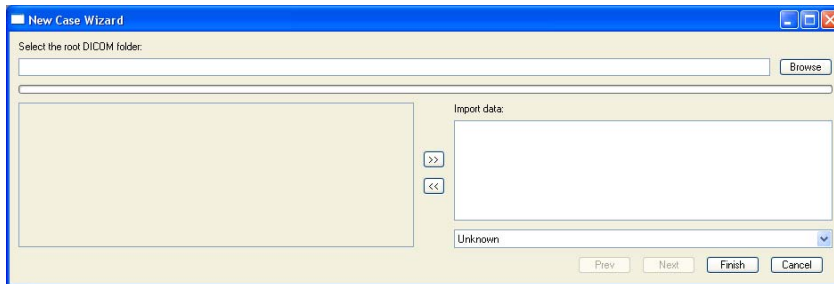 New Case Wizard
Select the root DICOM folder:
Browse
Import data:
>>
<<
Unknown
Prev Next Finish Cancel